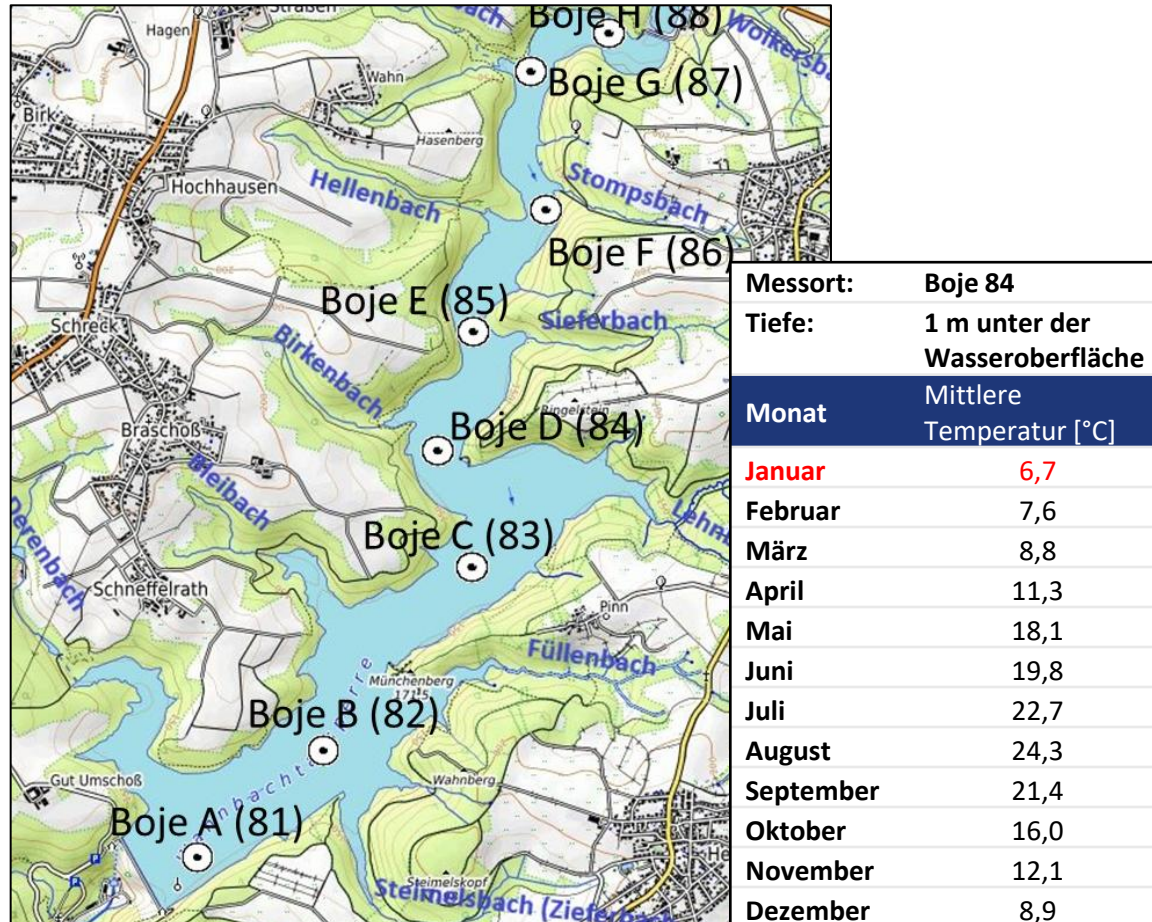 Straßen
Boje H (88)
Hagen
Wahn
Boje G (87)
Birk
Hasenberg
Hochhausen
Hellenbach
Stompsbach
Boje F (86)
Boje E (85)
Schreck
Sieferbach
Birkenbach
Ringelstein
Braschoß
Boje D (84)
Bleibach
Derenbach
Boje C (83)
Schneffelrath
Pinn
Füllenbach
Münchenberg
171.5
Boje B (82)
Gut Umschoß
Wahnberg
Boje A (81)
Steimelskopf
Messort: Boje 84
Tiefe: 1 m unter der
Wasseroberfläche
Monat Mittlere
Temperatur [°C]
Januar 6,7
Februar 7,6
März 8,8
April 11,3
Mai 18,1
Juni 19,8
Juli 22,7
August 24,3
September 21,4
Oktober 16,0
November 12,1
Dezember 8,9